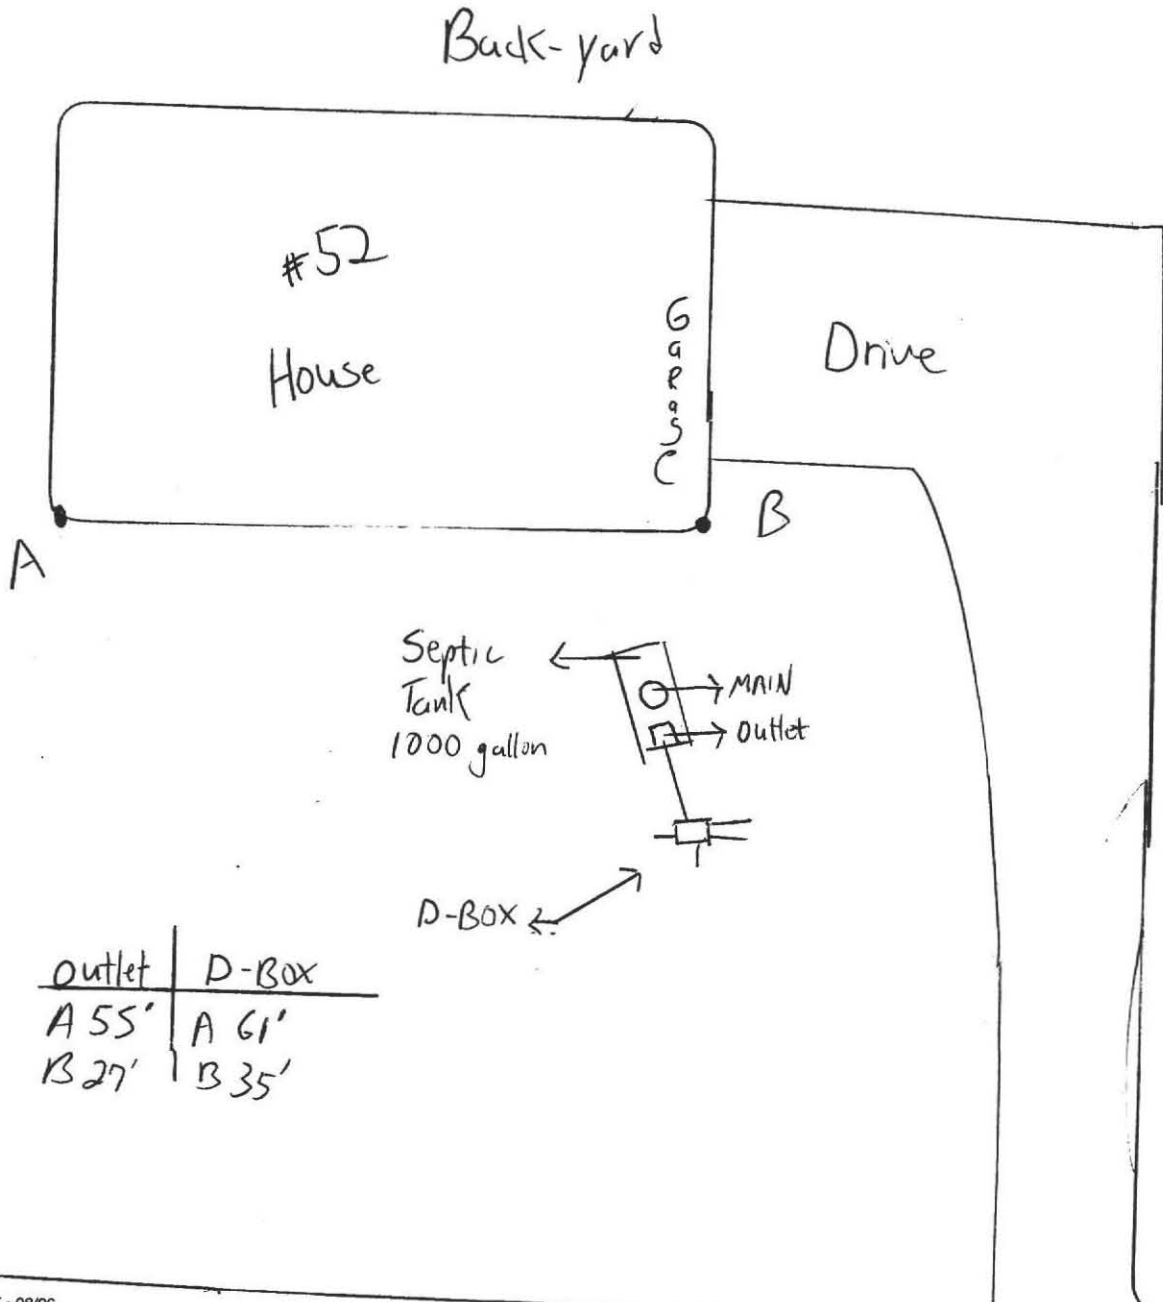 Back-yard
#52
House
Garage
Drive
A
B
Septic
Tank
1000 gallon
MAIN
outlet
D-BOX
outlet | D-BOX
A 55' | A 61'
B 27' | B 35'